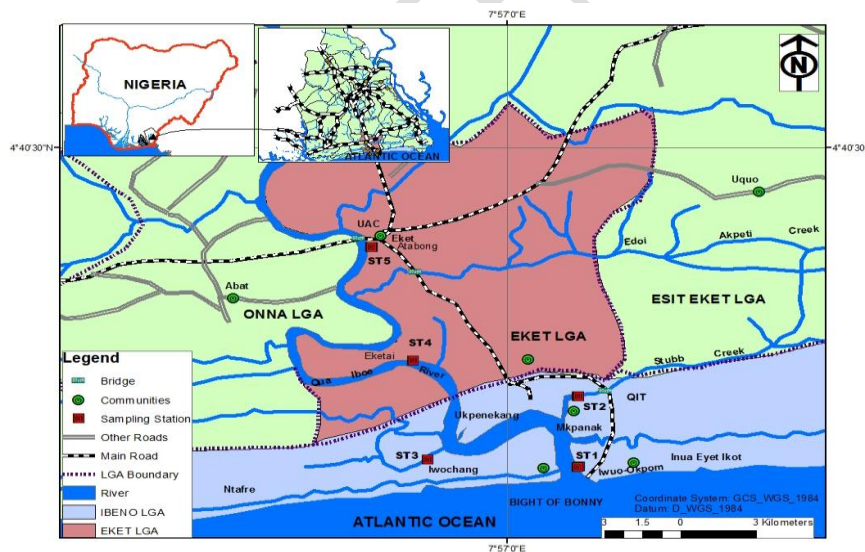 7°57'0"E
NIGERIA
ATLANTIC OCEAN
N
4°40'30"N
4°40'30
Uquo
UAC
Eket
Atabong
ST5
Edoi
Akpeti
Creek
Abat
ONNA LGA
ESIT EKET LGA
ST4
Eketai
EKET LGA
Qua Iboe River
Stubb Creek
QIT
ST2
Ukpenekang
Mkpanak
ST3
Iwochang
ST1
Iwuo-Okpom
Inua Eyet Ikot
Ntafre
BIGHT OF BONNY
ATLANTIC OCEAN
Legend
Bridge
Communities
Sampling Station
Other Roads
Main Road
LGA Boundary
River
IBENO LGA
EKET LGA
Coordinate System: GCS_WGS_1984
Datum: D_WGS_1984
3 1.5 0 3 Kilometers
7°57'0"E